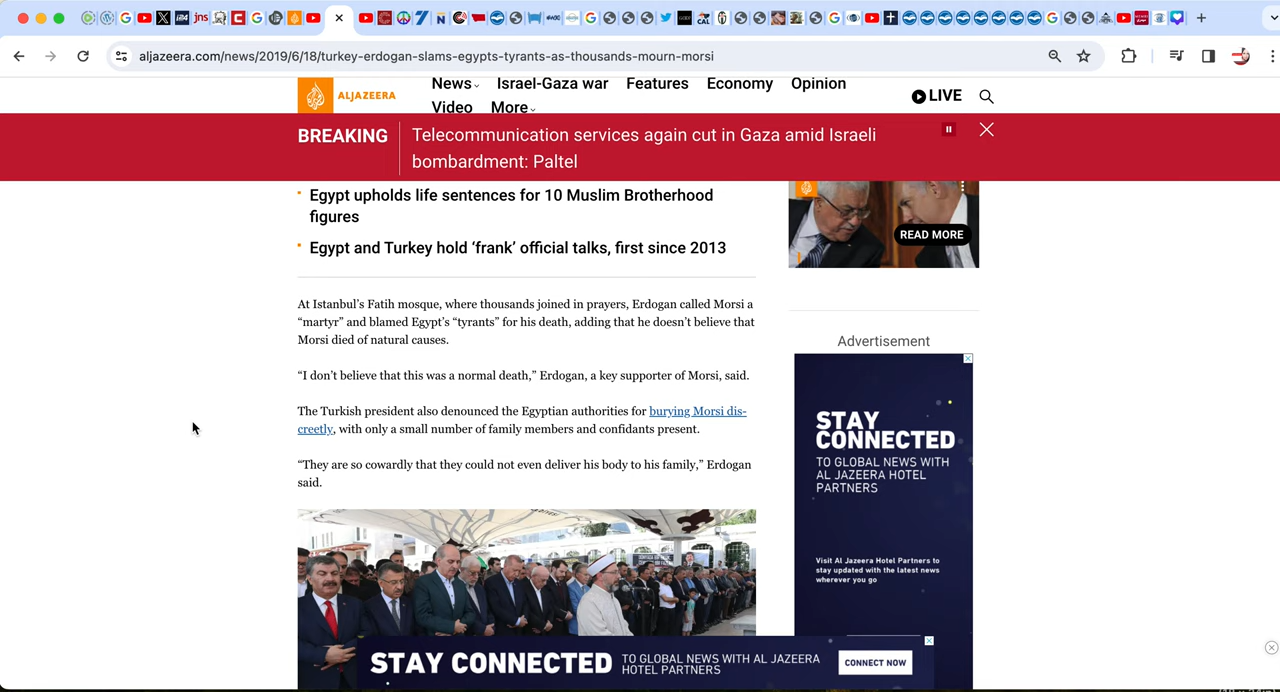 aljazeera.com/news/2019/6/18/turkey-erdogan-slams-egypts-tyrants-as-thousands-mourn-morsi
ALJAZEERA
News Israel-Gaza war Features Economy Opinion
Video More
LIVE
BREAKING
Telecommunication services again cut in Gaza amid Israeli
bombardment: Paltel
Egypt upholds life sentences for 10 Muslim Brotherhood
figures
Egypt and Turkey hold ‘frank’ official talks, first since 2013
READ MORE
At Istanbul’s Fatih mosque, where thousands joined in prayers, Erdogan called Morsi a
“martyr” and blamed Egypt’s “tyrants” for his death, adding that he doesn’t believe that
Morsi died of natural causes.
“I don’t believe that this was a normal death,” Erdogan, a key supporter of Morsi, said.
The Turkish president also denounced the Egyptian authorities for burying Morsi dis-
creetly, with only a small number of family members and confidants present.
“They are so cowardly that they could not even deliver his body to his family,” Erdogan
said.
Advertisement
STAY
CONNECTED
TO GLOBAL NEWS WITH
AL JAZEERA HOTEL
PARTNERS
Visit Al Jazeera Hotel Partners to
stay updated with the latest news
wherever you go
STAY CONNECTED
TO GLOBAL NEWS WITH AL JAZEERA
HOTEL PARTNERS
CONNECT NOW